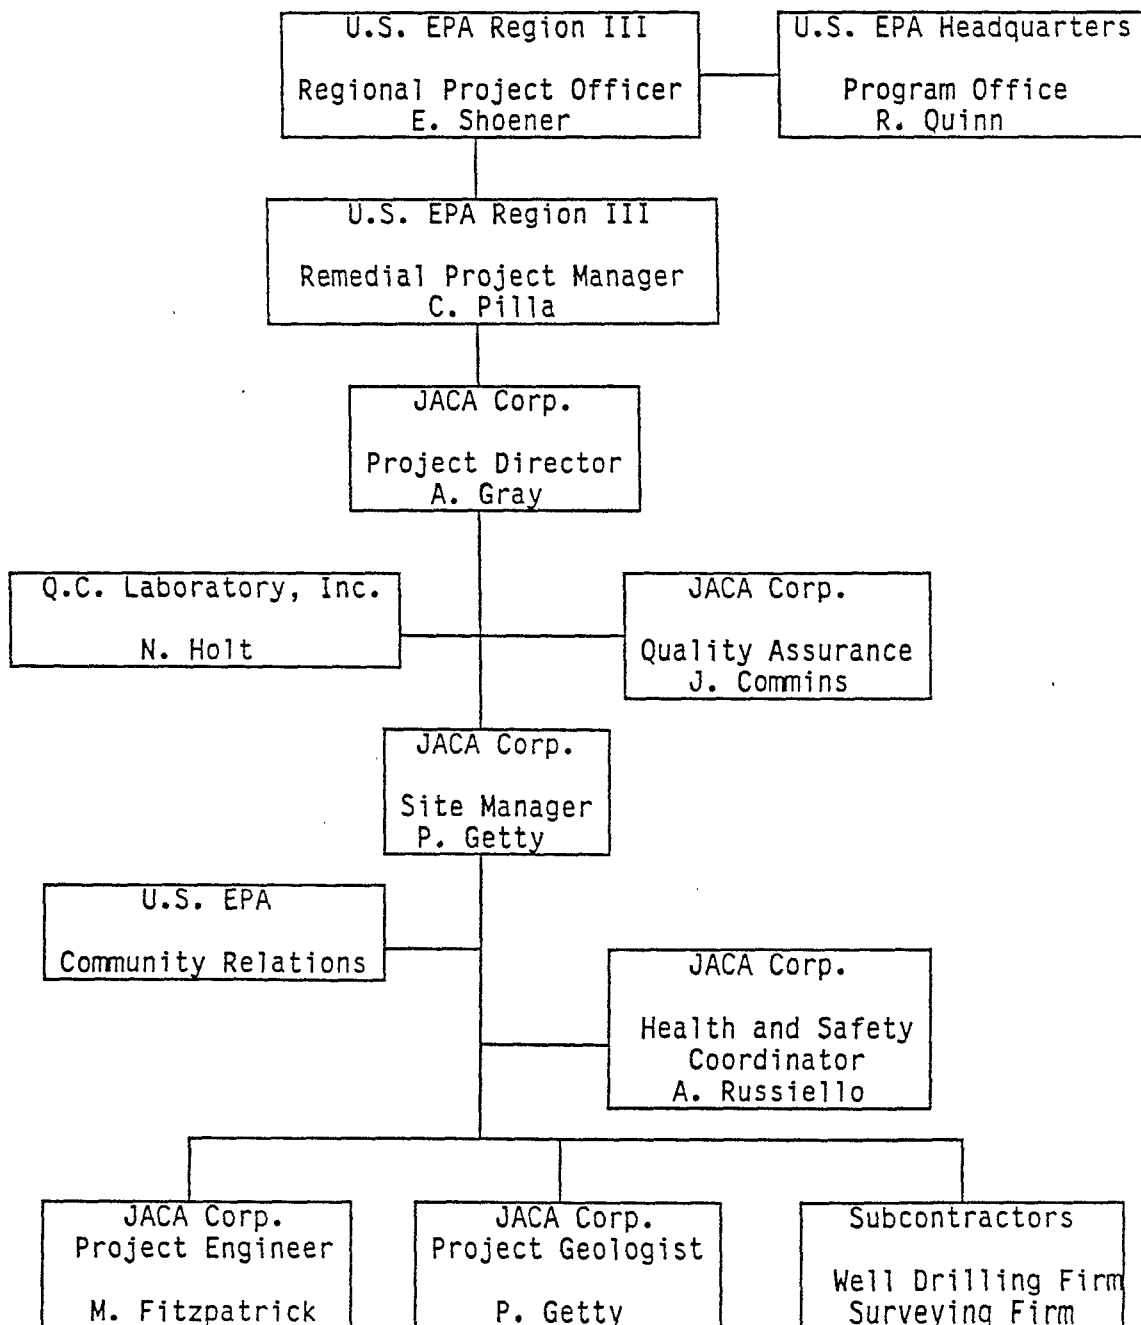 U.S. EPA Region III
Regional Project Officer
E. Shoener
U.S. EPA Headquarters
Program Office
R. Quinn
U.S. EPA Region III
Remedial Project Manager
C. Pilla
JACA Corp.
Project Director
A. Gray
Q.C. Laboratory, Inc.
N. Holt
JACA Corp.
Quality Assurance
J. Commins
JACA Corp.
Site Manager
P. Getty
U.S. EPA
Community Relations
JACA Corp.
Health and Safety
Coordinator
A. Russiello
JACA Corp.
Project Engineer
M. Fitzpatrick
JACA Corp.
Project Geologist
P. Getty
Subcontractors
Well Drilling Firm
Surveying Firm